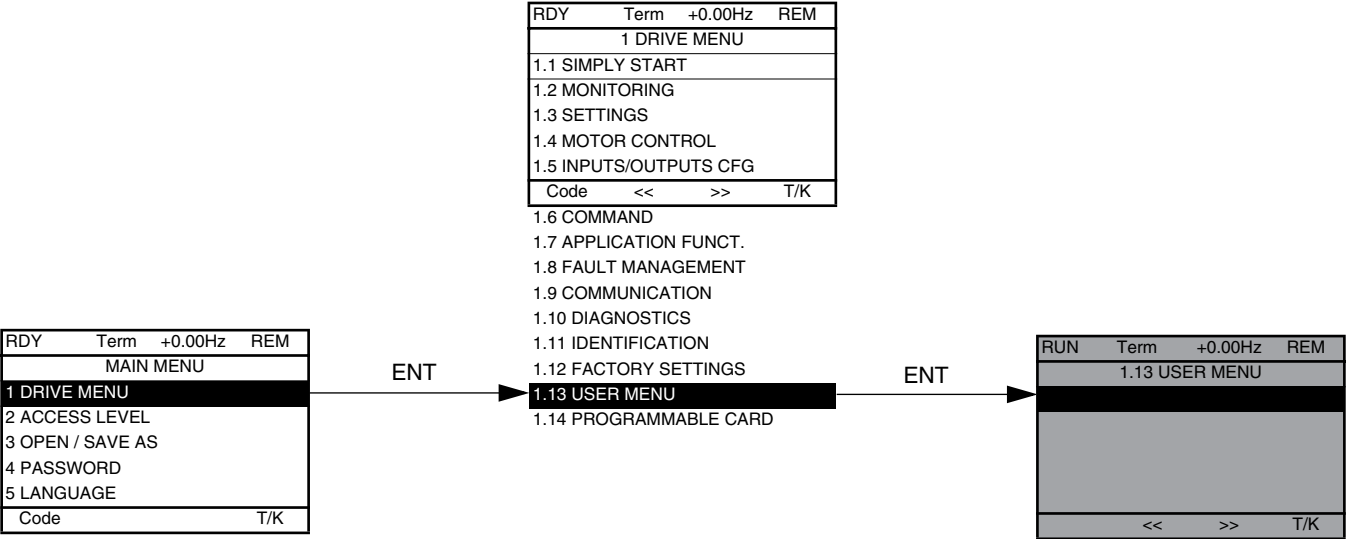 RDY Term +0.00Hz REM
1 DRIVE MENU
1.1 SIMPLY START
1.2 MONITORING
1.3 SETTINGS
1.4 MOTOR CONTROL
1.5 INPUTS/OUTPUTS CFG
Code << >> T/K
1.6 COMMAND
1.7 APPLICATION FUNCT.
1.8 FAULT MANAGEMENT
1.9 COMMUNICATION
1.10 DIAGNOSTICS
1.11 IDENTIFICATION
1.12 FACTORY SETTINGS
1.13 USER MENU
1.14 PROGRAMMABLE CARD
RDY Term +0.00Hz REM
MAIN MENU
1 DRIVE MENU
2 ACCESS LEVEL
3 OPEN / SAVE AS
4 PASSWORD
5 LANGUAGE
Code T/K
ENT
ENT
RUN Term +0.00Hz REM
1.13 USER MENU
<< >> T/K